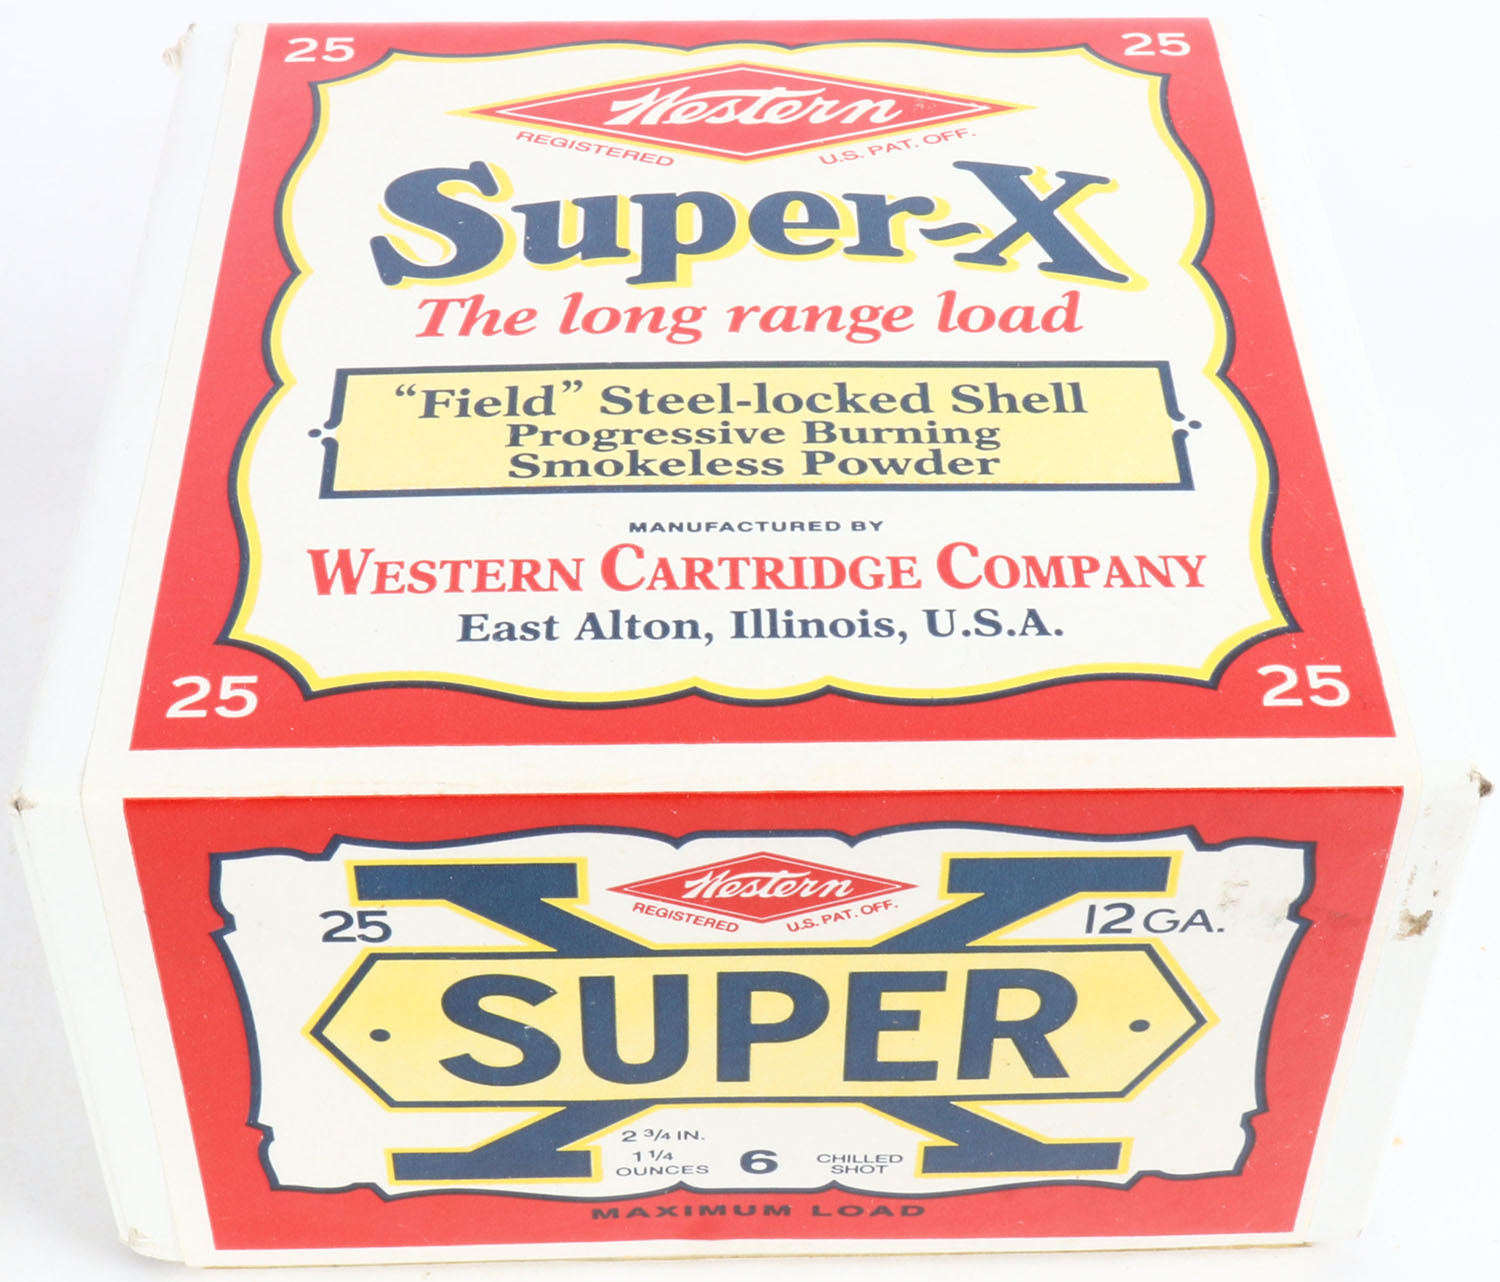 25 25
Western
REGISTERED U.S. PAT. OFF.
Super-X
The long range load
“Field” Steel-locked Shell
Progressive Burning
Smokeless Powder
MANUFACTURED BY
WESTERN CARTRIDGE COMPANY
East Alton, Illinois, U.S.A.
25 25
X
Western
REGISTERED U.S. PAT. OFF.
25 12 GA.
SUPER
2 3/4 IN.
1 1/4
OUNCES
6
CHILLED
SHOT
MAXIMUM LOAD